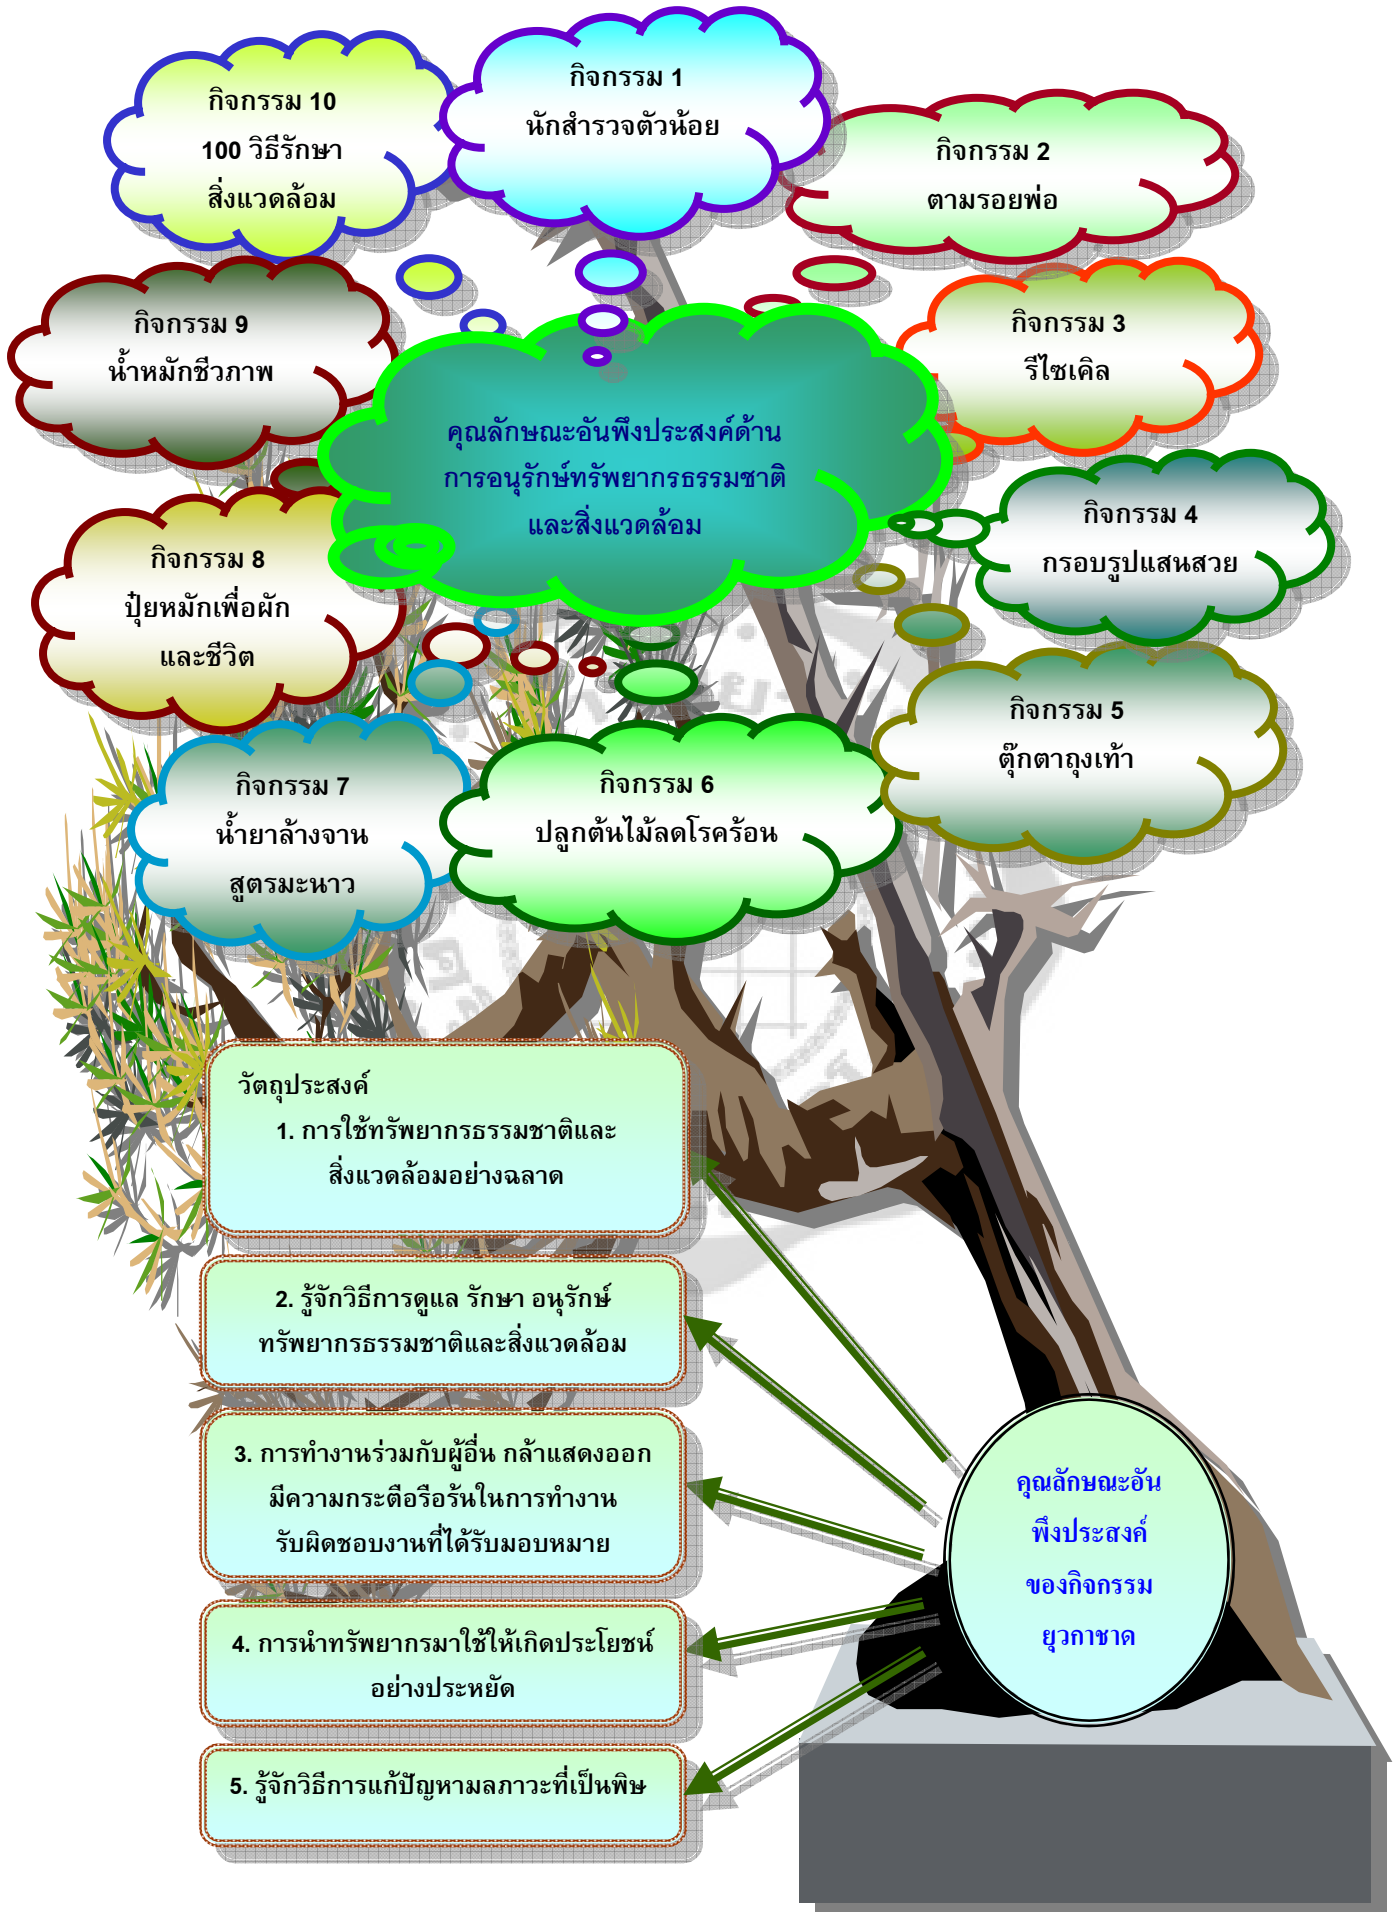 กิจกรรม 1
นักสำรวจตัวน้อย
กิจกรรม 2
ตามรอยพ่อ
กิจกรรม 3
รีไซเคิล
กิจกรรม 4
กรอบรูปแสนสวย
กิจกรรม 5
ตุ๊กตาถุงเท้า
กิจกรรม 6
ปลูกต้นไม้ลดโรคร้อน
กิจกรรม 7
น้ำยาล้างจาน
สูตรมะหาว
กิจกรรม 8
ปุ๋ยหมักเพื่อผัก
และชีวิต
กิจกรรม 9
น้ำหมักชีวภาพ
กิจกรรม 10
100 วิธีรักษา
สิ่งแวดล้อม
คุณลักษณะอันพึงประสงค์ด้าน
การอนุรักษ์ทรัพยากรธรรมชาติ
และสิ่งแวดล้อม
วัตถุประสงค์
1. การใช้ทรัพยากรธรรมชาติและ
สิ่งแวดล้อมอย่างฉลาด
2. รู้จักวิธีการดูแล รักษา อนุรักษ์
ทรัพยากรธรรมชาติและสิ่งแวดล้อม
3. การทำงานร่วมกับผู้อื่น กล้าแสดงออก
มีความกระตือรือร้นในการทำงาน
รับผิดชอบงานที่ได้รับมอบหมาย
4. การนำทรัพยากรมาใช้ให้เกิดประโยชน์
อย่างประหยัด
5. รู้จักวิธีการแก้ปัญหามลภาวะที่เป็นพิษ
คุณลักษณะอัน
พึงประสงค์
ของกิจกรรม
ยุวกาชาด